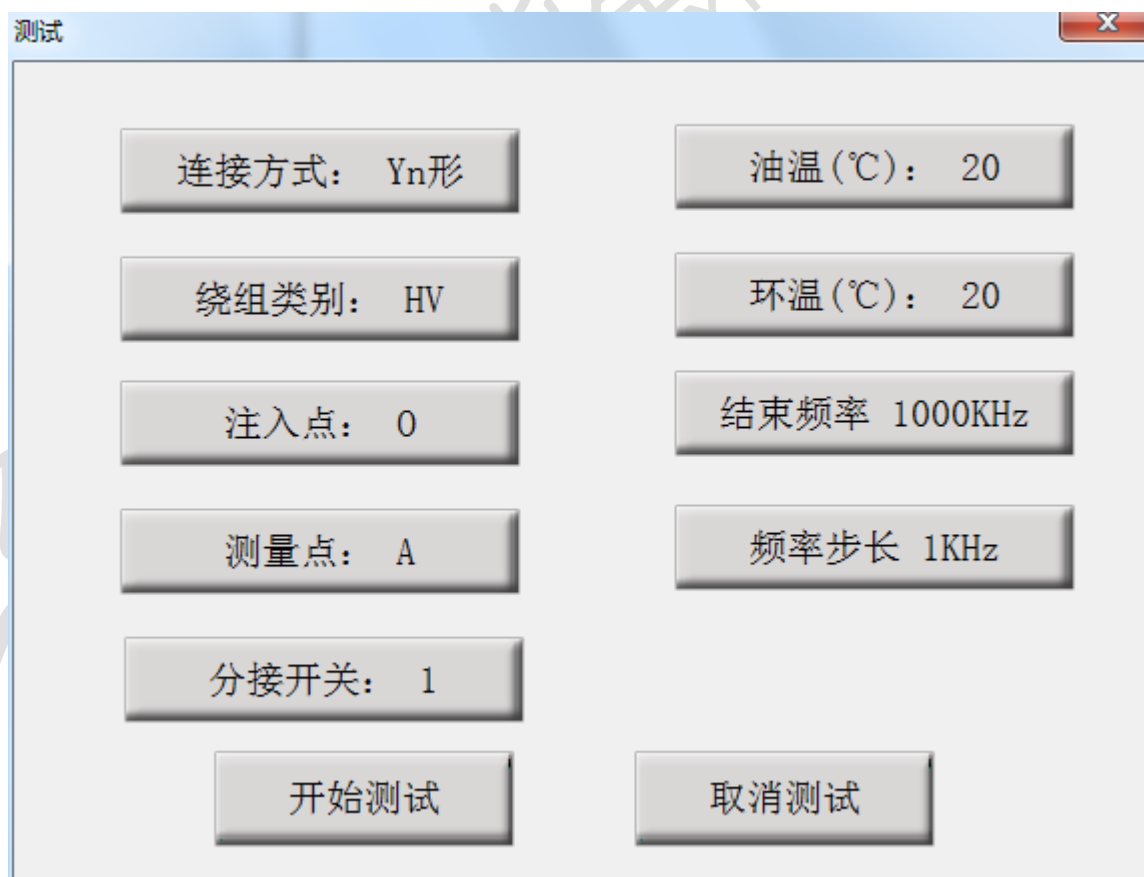 测试
连接方式： Yn形
油温(℃)： 20
绕组类别： HV
环温(℃)： 20
注入点： O
结束频率 1000KHz
测量点： A
频率步长 1KHz
分接开关： 1
开始测试
取消测试